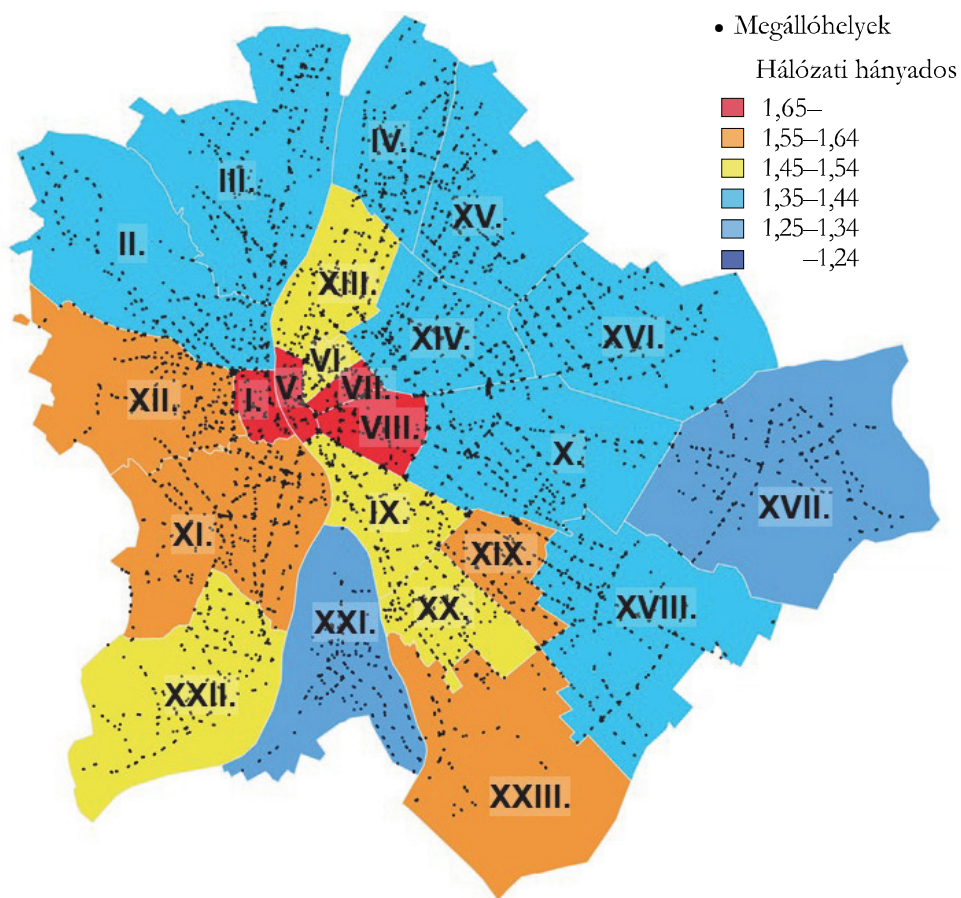 • Megállóhelyek
Hálózati hányados
1,65–
1,55–1,64
1,45–1,54
1,35–1,44
1,25–1,34
–1,24
IV.
III.
XV.
II.
XIII.
XIV.
XVI.
VI.
XII.
I.
V.
VII.
VIII.
X.
XVII.
IX.
XI.
XIX.
XX.
XVIII.
XXI.
XXII.
XXIII.